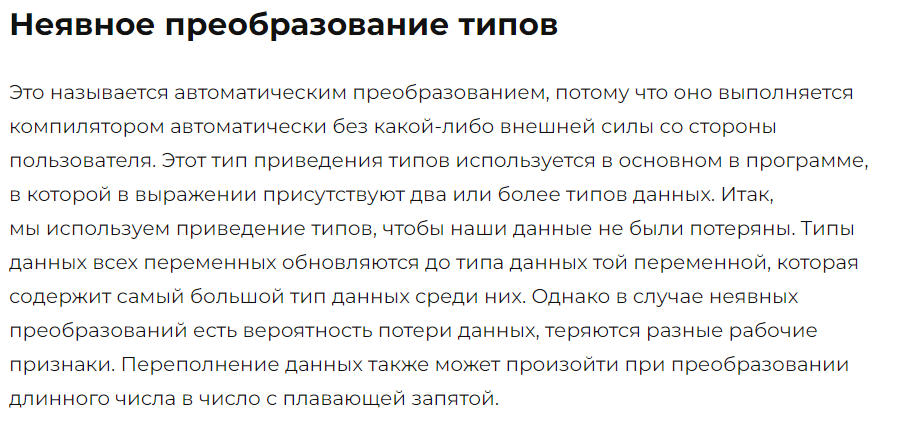 Неявное преобразование типов
Это называется автоматическим преобразованием, потому что оно выполняется
компилятором автоматически без какой-либо внешней силы со стороны
пользователя. Этот тип приведения типов используется в основном в программе,
в которой в выражении присутствуют два или более типов данных. Итак,
мы используем приведение типов, чтобы наши данные не были потеряны. Типы
данных всех переменных обновляются до типа данных той переменной, которая
содержит самый большой тип данных среди них. Однако в случае неявных
преобразований есть вероятность потери данных, теряются разные рабочие
признаки. Переполнение данных также может произойти при преобразовании
длинного числа в число с плавающей запятой.